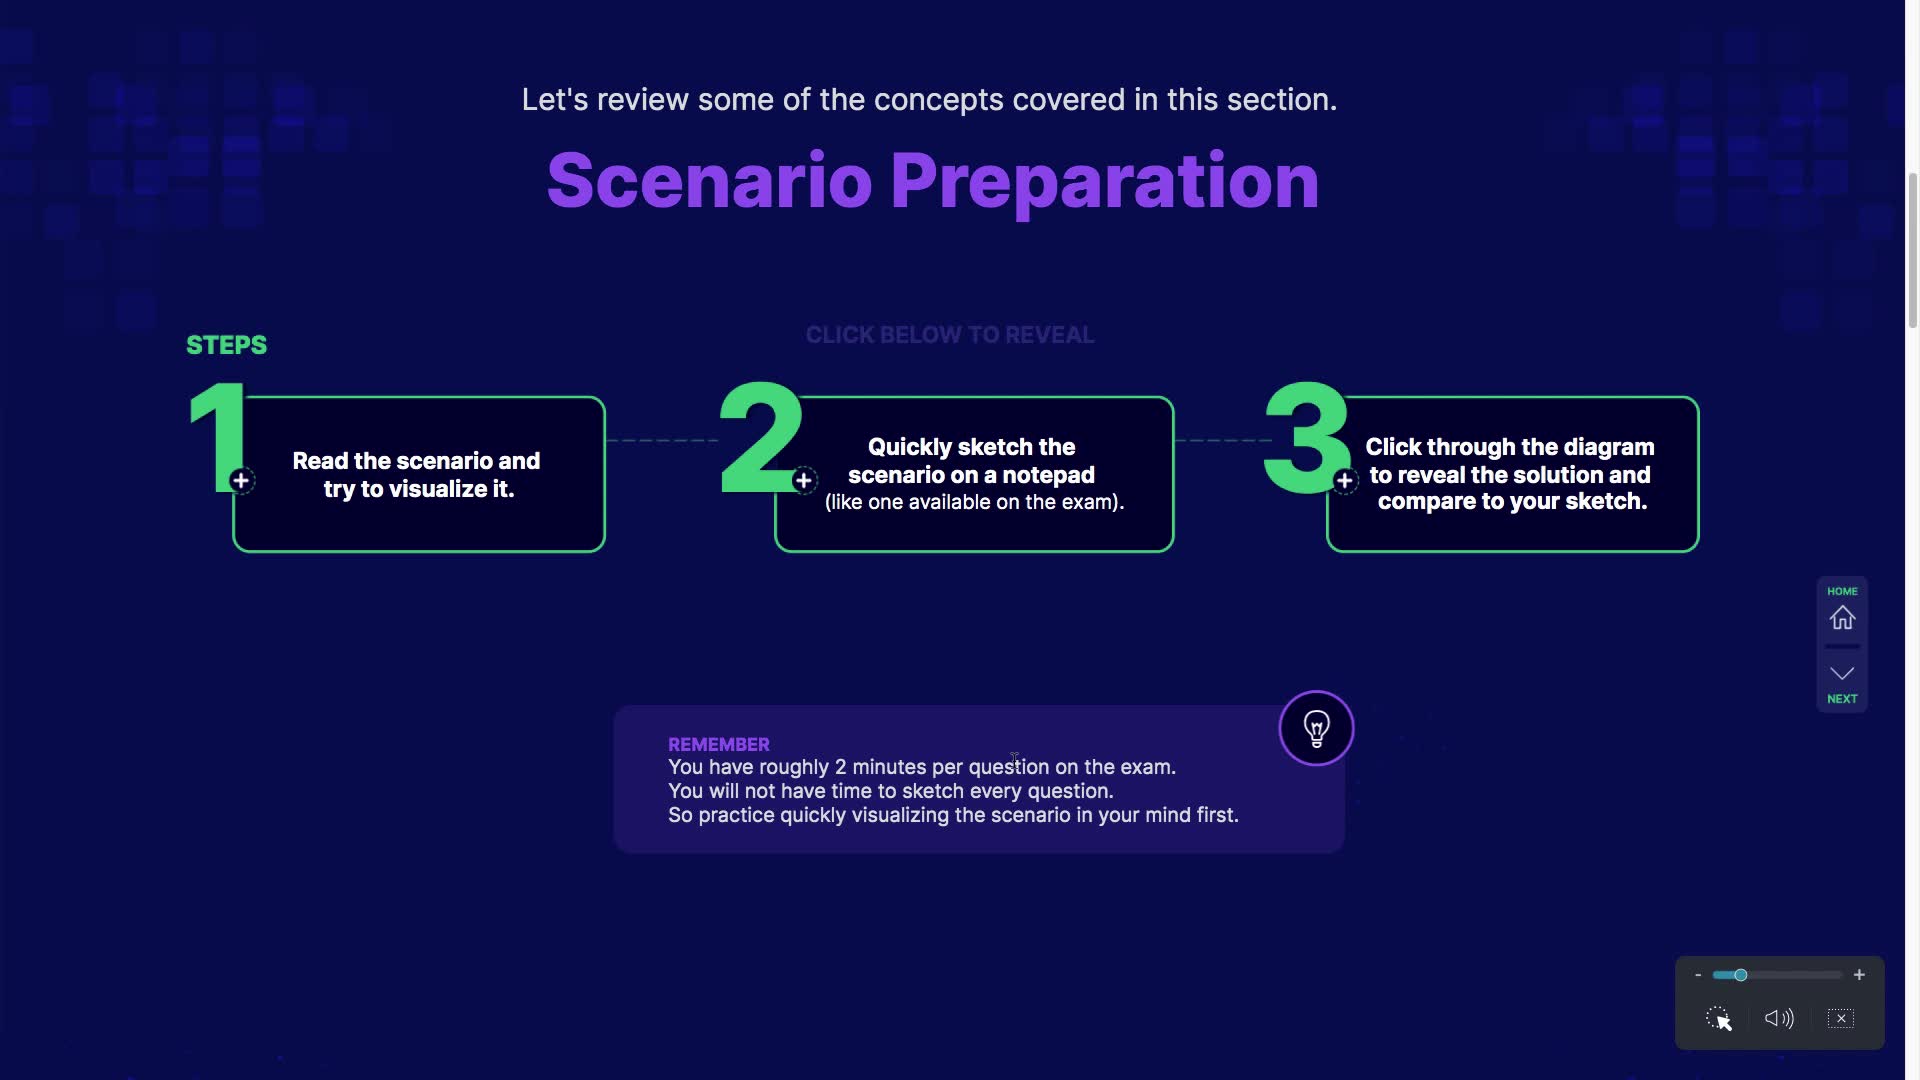 Let's review some of the concepts covered in this section.
Scenario Preparation
STEPS
CLICK BELOW TO REVEAL
1
Read the scenario and
try to visualize it.
2
Quickly sketch the
scenario on a notepad
(like one available on the exam).
3
Click through the diagram
to reveal the solution and
compare to your sketch.
HOME
NEXT
REMEMBER
You have roughly 2 minutes per question on the exam.
You will not have time to sketch every question.
So practice quickly visualizing the scenario in your mind first.